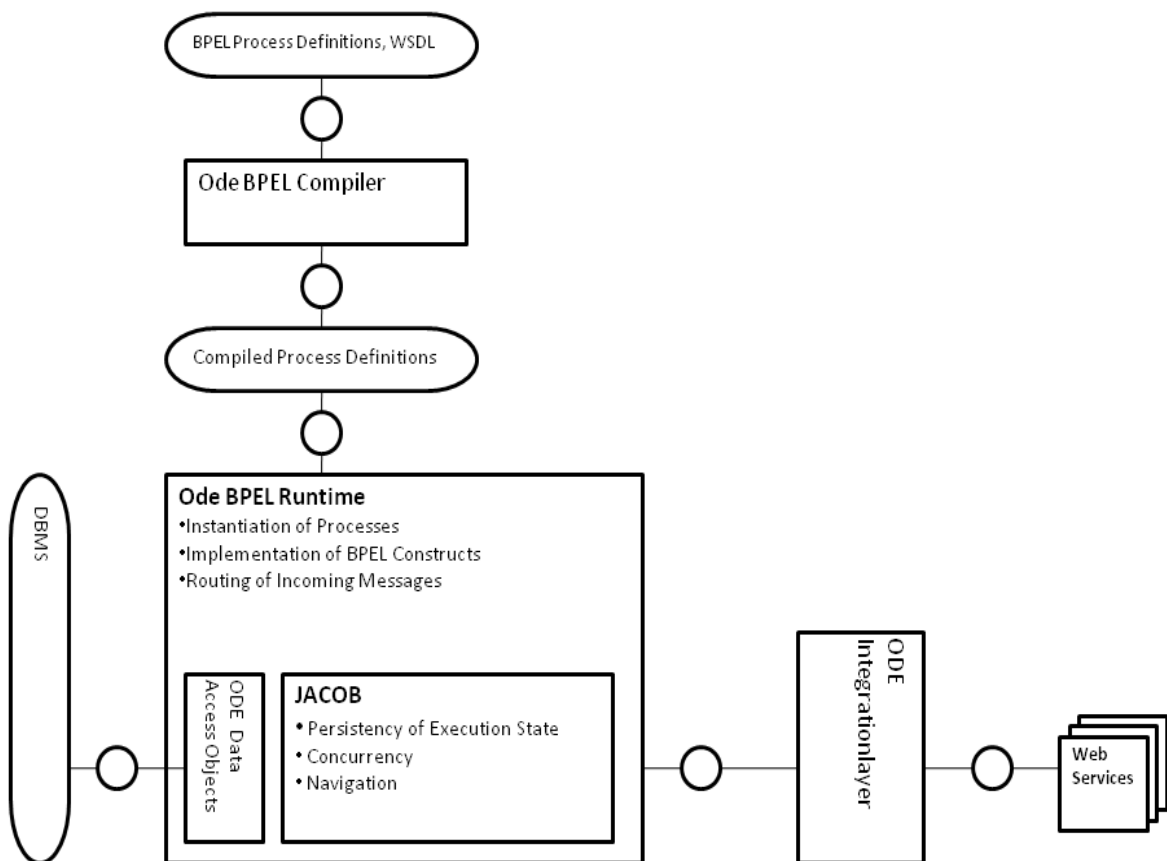 BPEL Process Definitions, WSDL
Ode BPEL Compiler
Compiled Process Definitions
DBMS
Ode BPEL Runtime
•Instantiation of Processes
•Implementation of BPEL Constructs
•Routing of Incoming Messages
ODE Data
Access Objects
JACOB
• Persistency of Execution State
• Concurrency
• Navigation
ODE
Integrationlayer
Web
Services